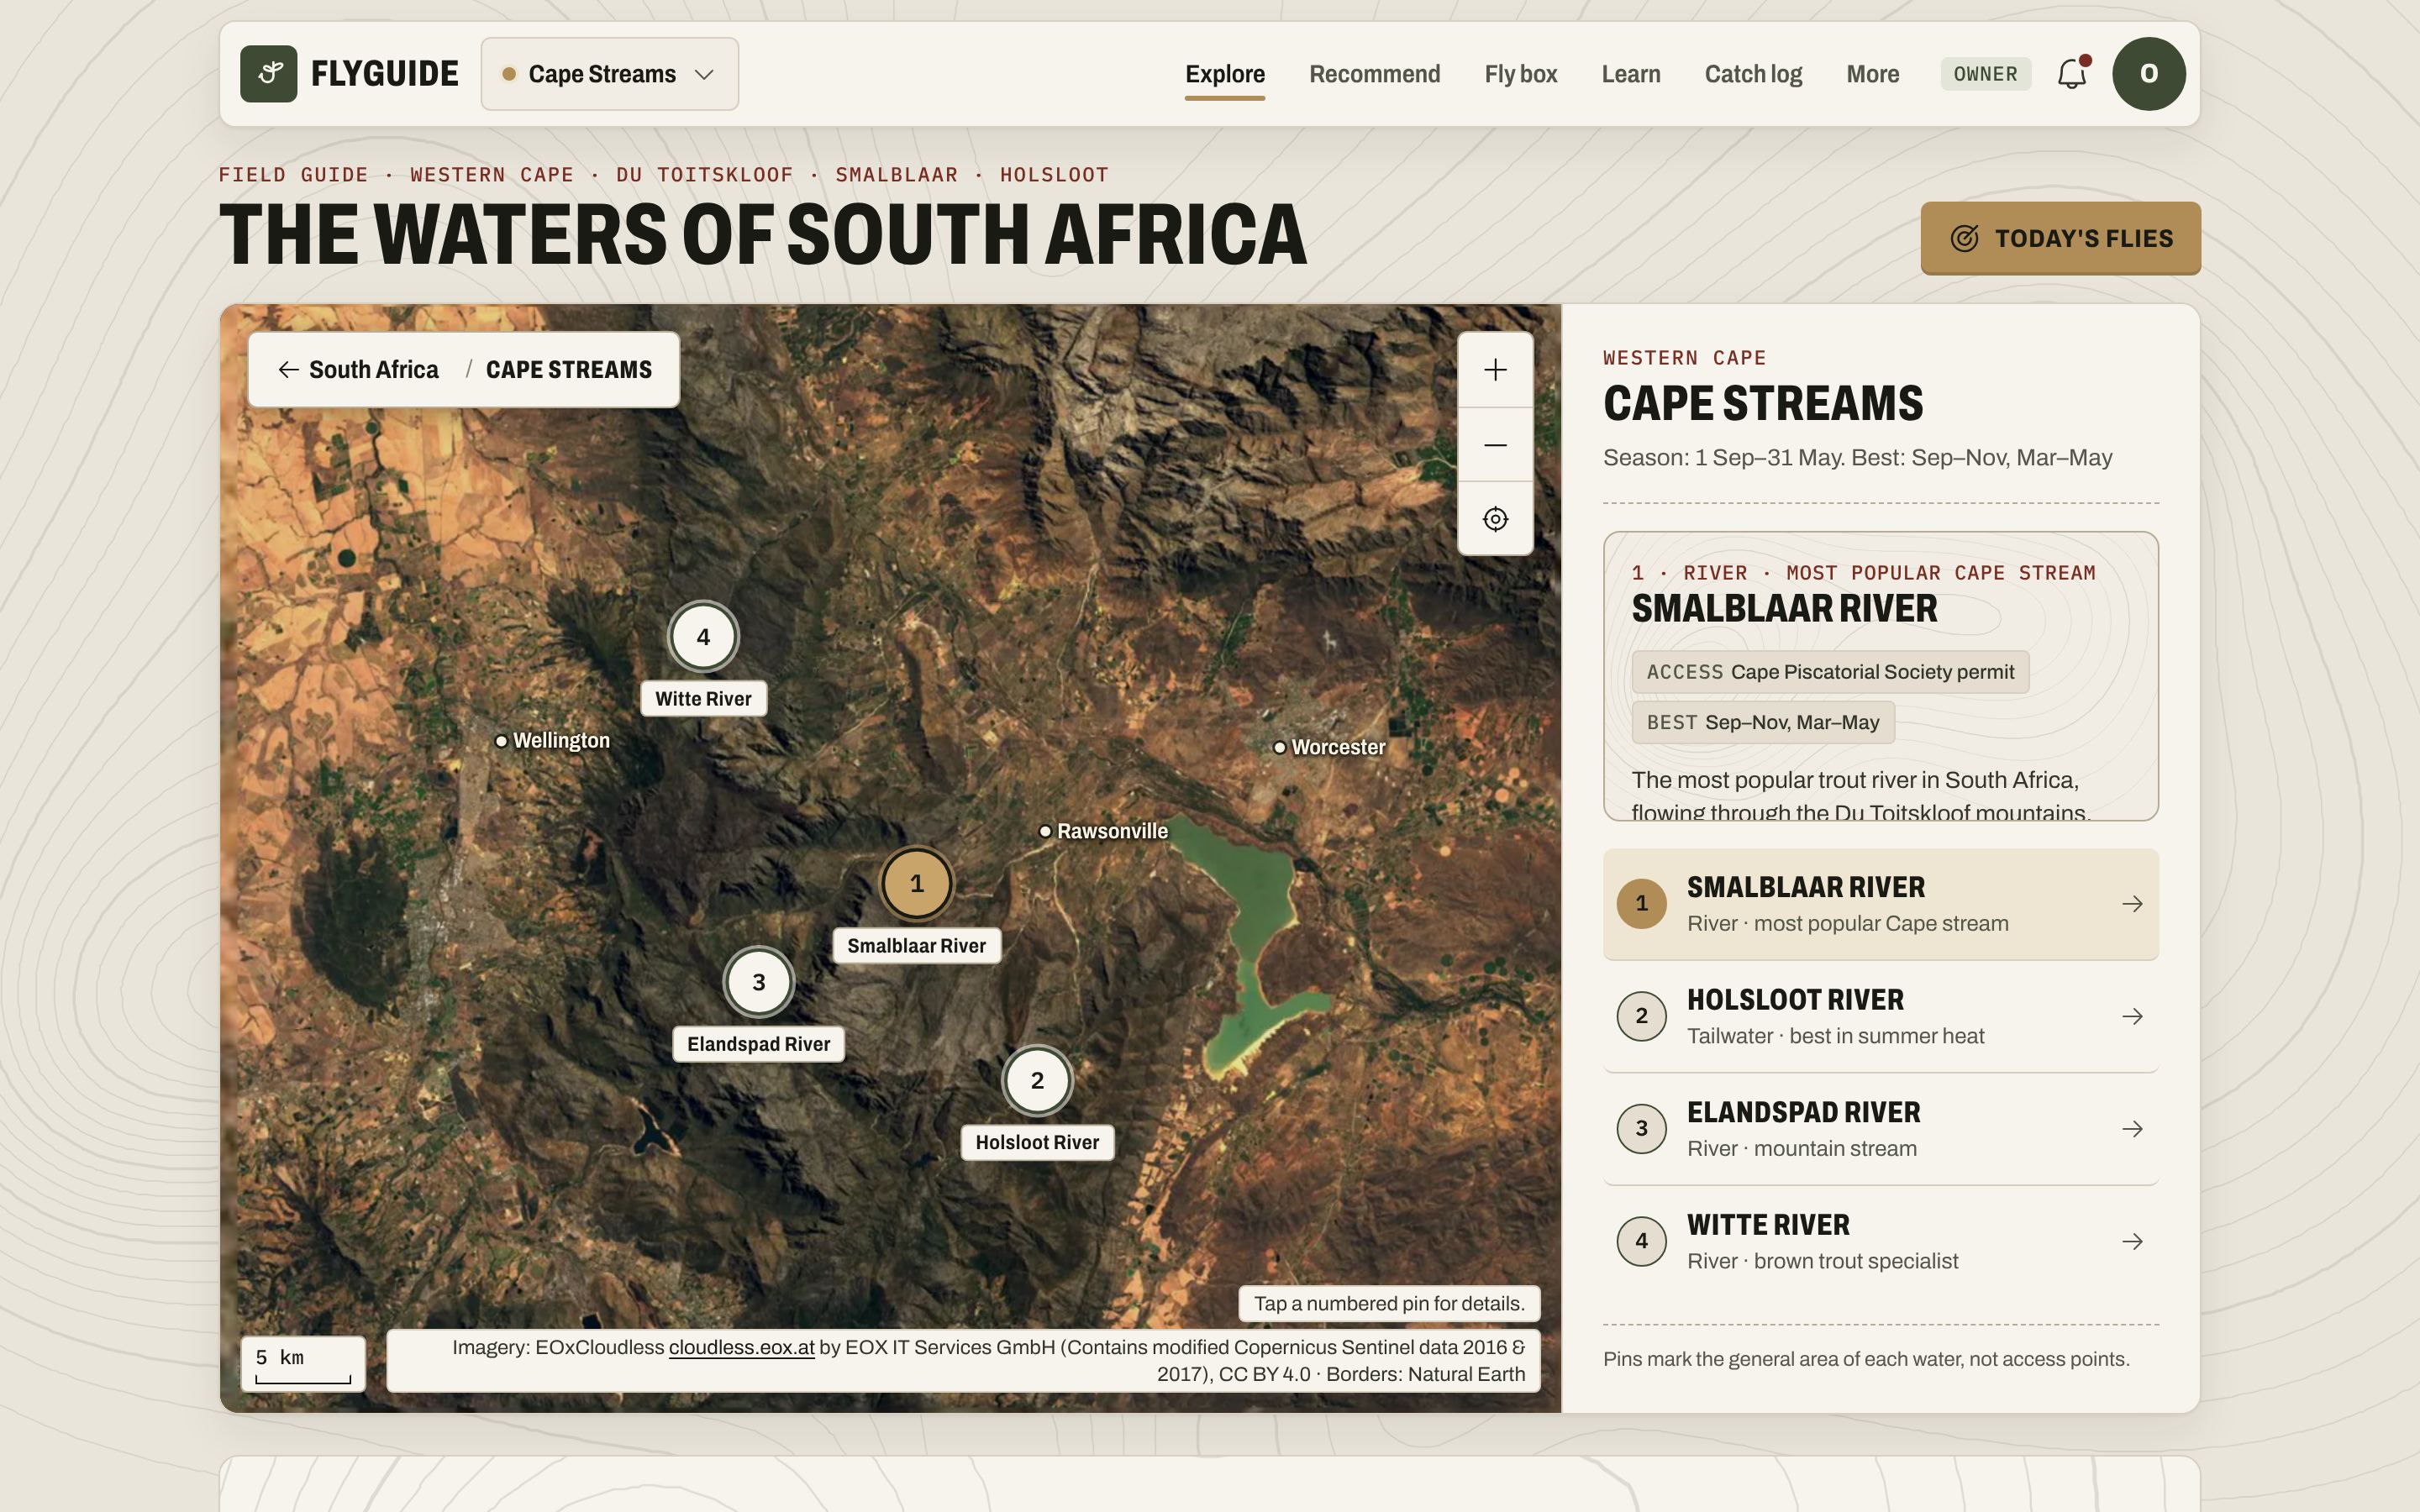 FLYGUIDE
Cape Streams
Explore
Recommend
Fly box
Learn
Catch log
More
OWNER
O
FIELD GUIDE · WESTERN CAPE · DU TOITSKLOOF · SMALBLAAR · HOLSLOOT
THE WATERS OF SOUTH AFRICA
TODAY'S FLIES
South Africa / CAPE STREAMS
4
Witte River
Wellington
Worcester
Rawsonville
1
Smalblaar River
3
Elandspad River
2
Holsloot River
Tap a numbered pin for details.
5 km
Imagery: EOxCloudless cloudless.eox.at by EOX IT Services GmbH (Contains modified Copernicus Sentinel data 2016 &
2017), CC BY 4.0 · Borders: Natural Earth
WESTERN CAPE
CAPE STREAMS
Season: 1 Sep–31 May. Best: Sep–Nov, Mar–May
1 · RIVER · MOST POPULAR CAPE STREAM
SMALBLAAR RIVER
ACCESS Cape Piscatorial Society permit
BEST Sep–Nov, Mar–May
The most popular trout river in South Africa,
flowing through the Du Toitskloof mountains.
1
SMALBLAAR RIVER
River · most popular Cape stream
2
HOLSLOOT RIVER
Tailwater · best in summer heat
3
ELANDSPAD RIVER
River · mountain stream
4
WITTE RIVER
River · brown trout specialist
Pins mark the general area of each water, not access points.